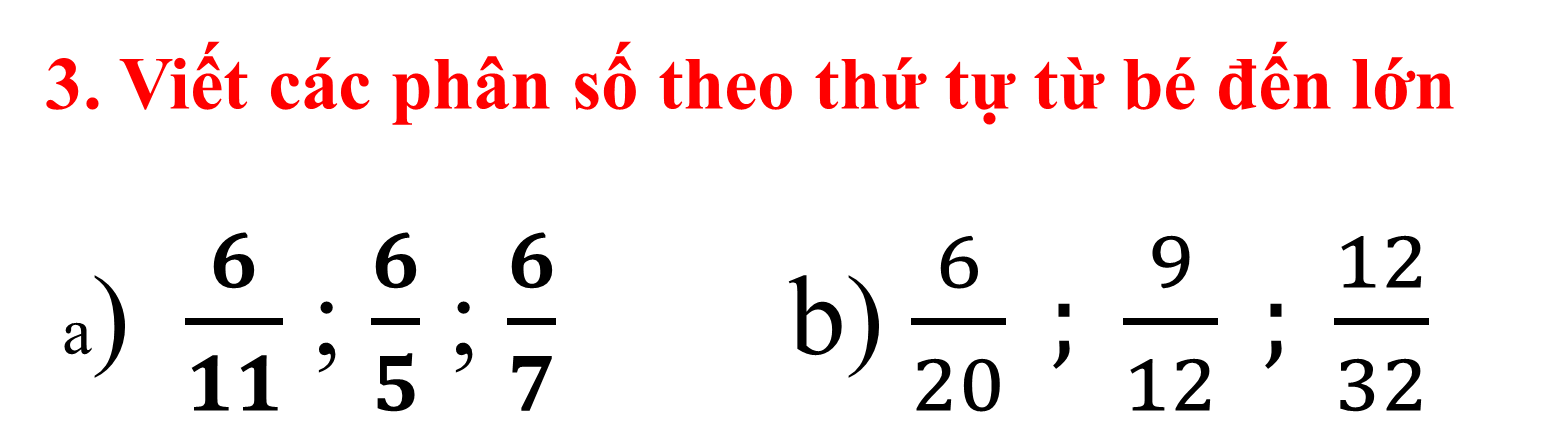 3. Viết các phân số theo thứ tự từ bé đến lớn
a) 6/11 ; 6/5 ; 6/7 b) 6/20 ; 9/12 ; 12/32